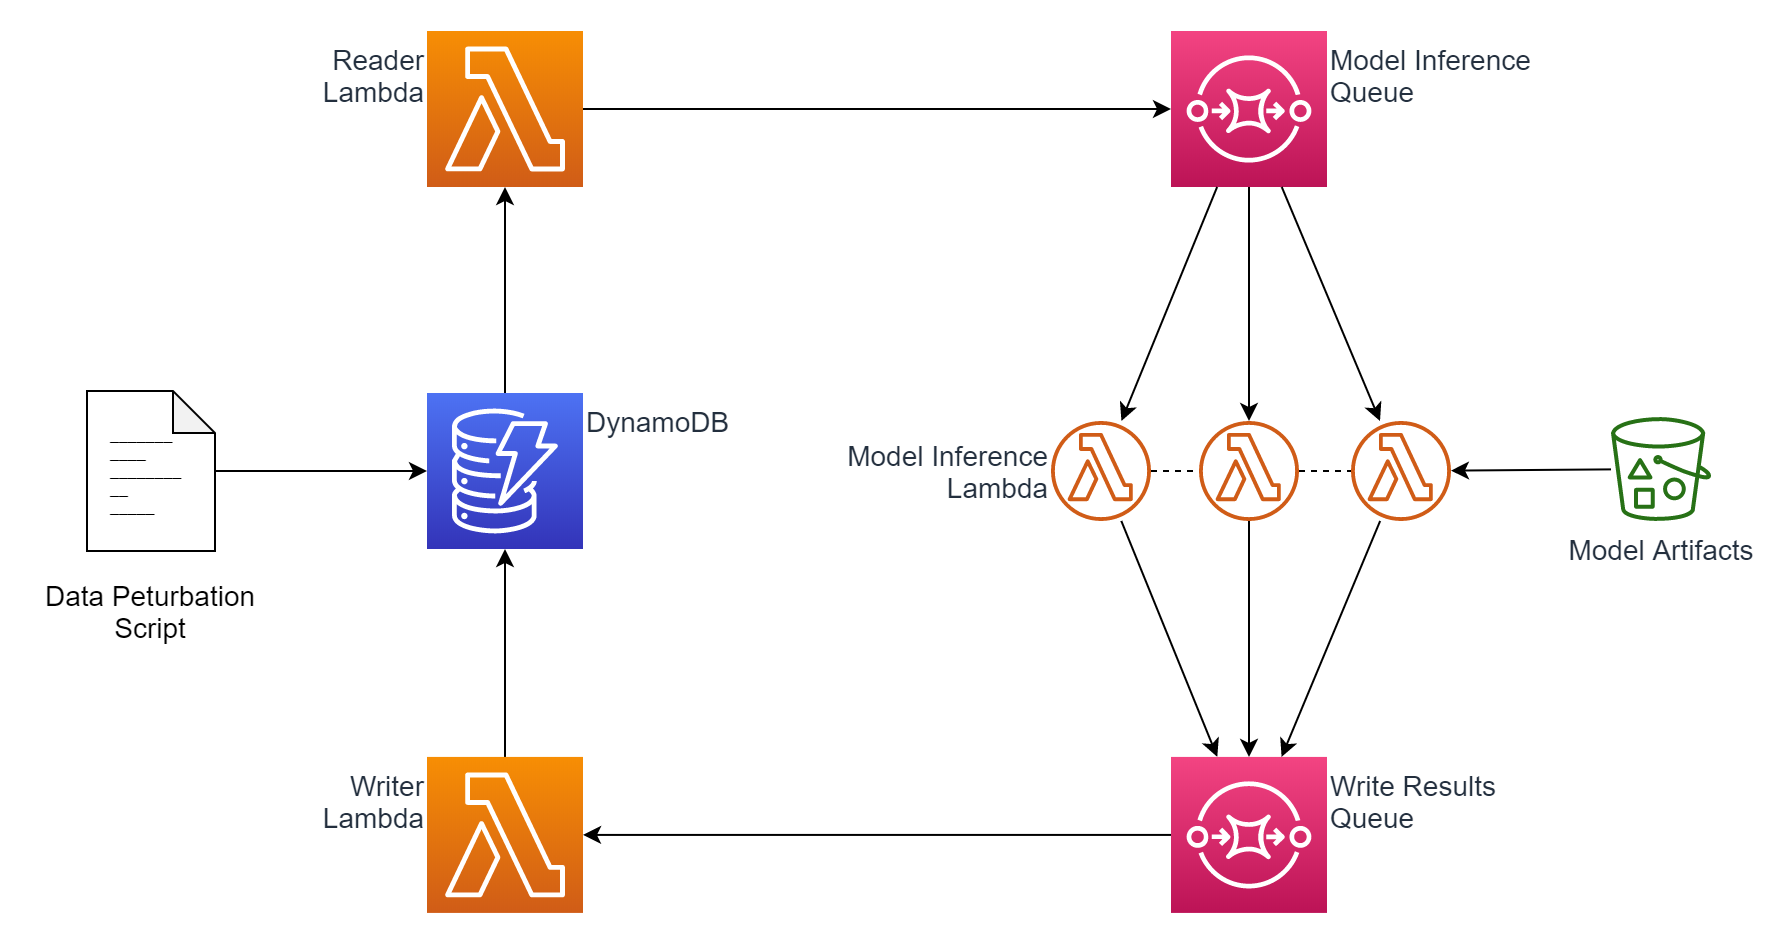 Reader
Lambda
Model Inference
Queue
DynamoDB
Model Inference
Lambda
Model Artifacts
Data Peturbation
Script
Writer
Lambda
Write Results
Queue